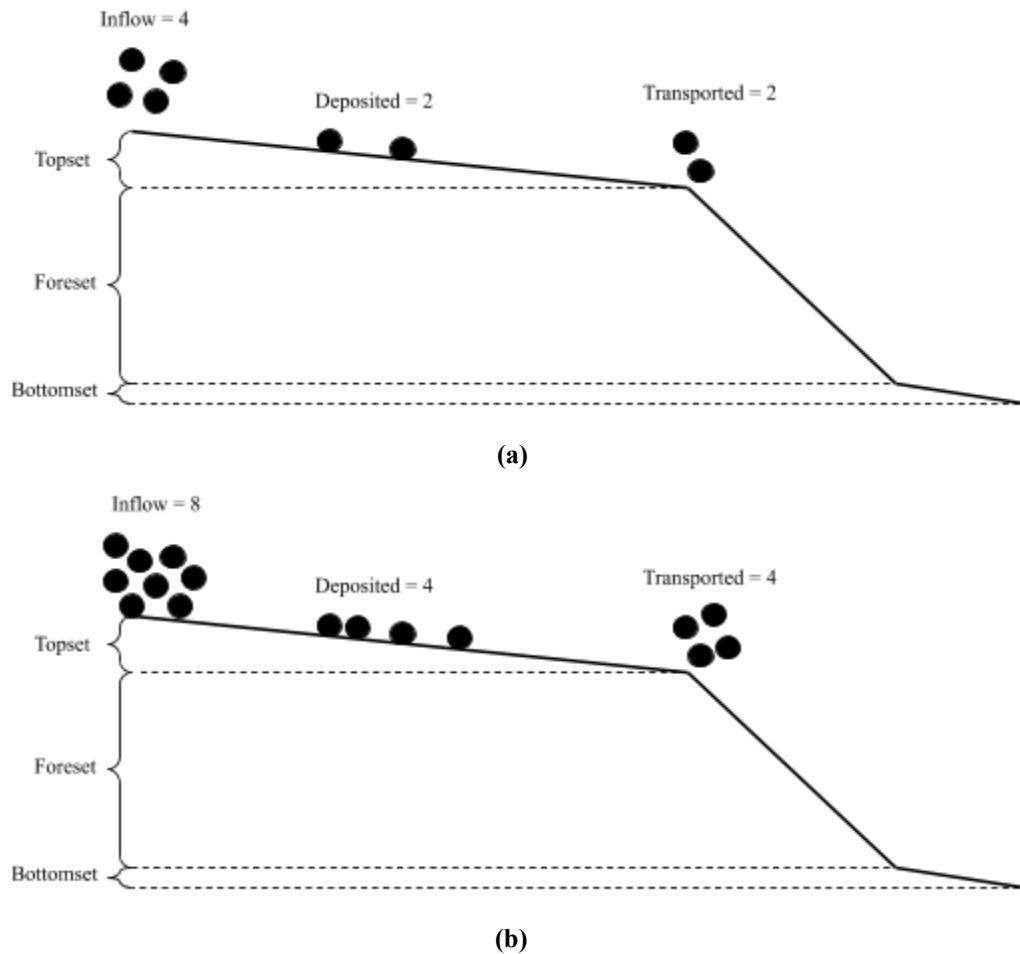 Inflow = 4
Deposited = 2
Transported = 2
Topset
Foreset
Bottomset
(a)
Inflow = 8
Deposited = 4
Transported = 4
Topset
Foreset
Bottomset
(b)